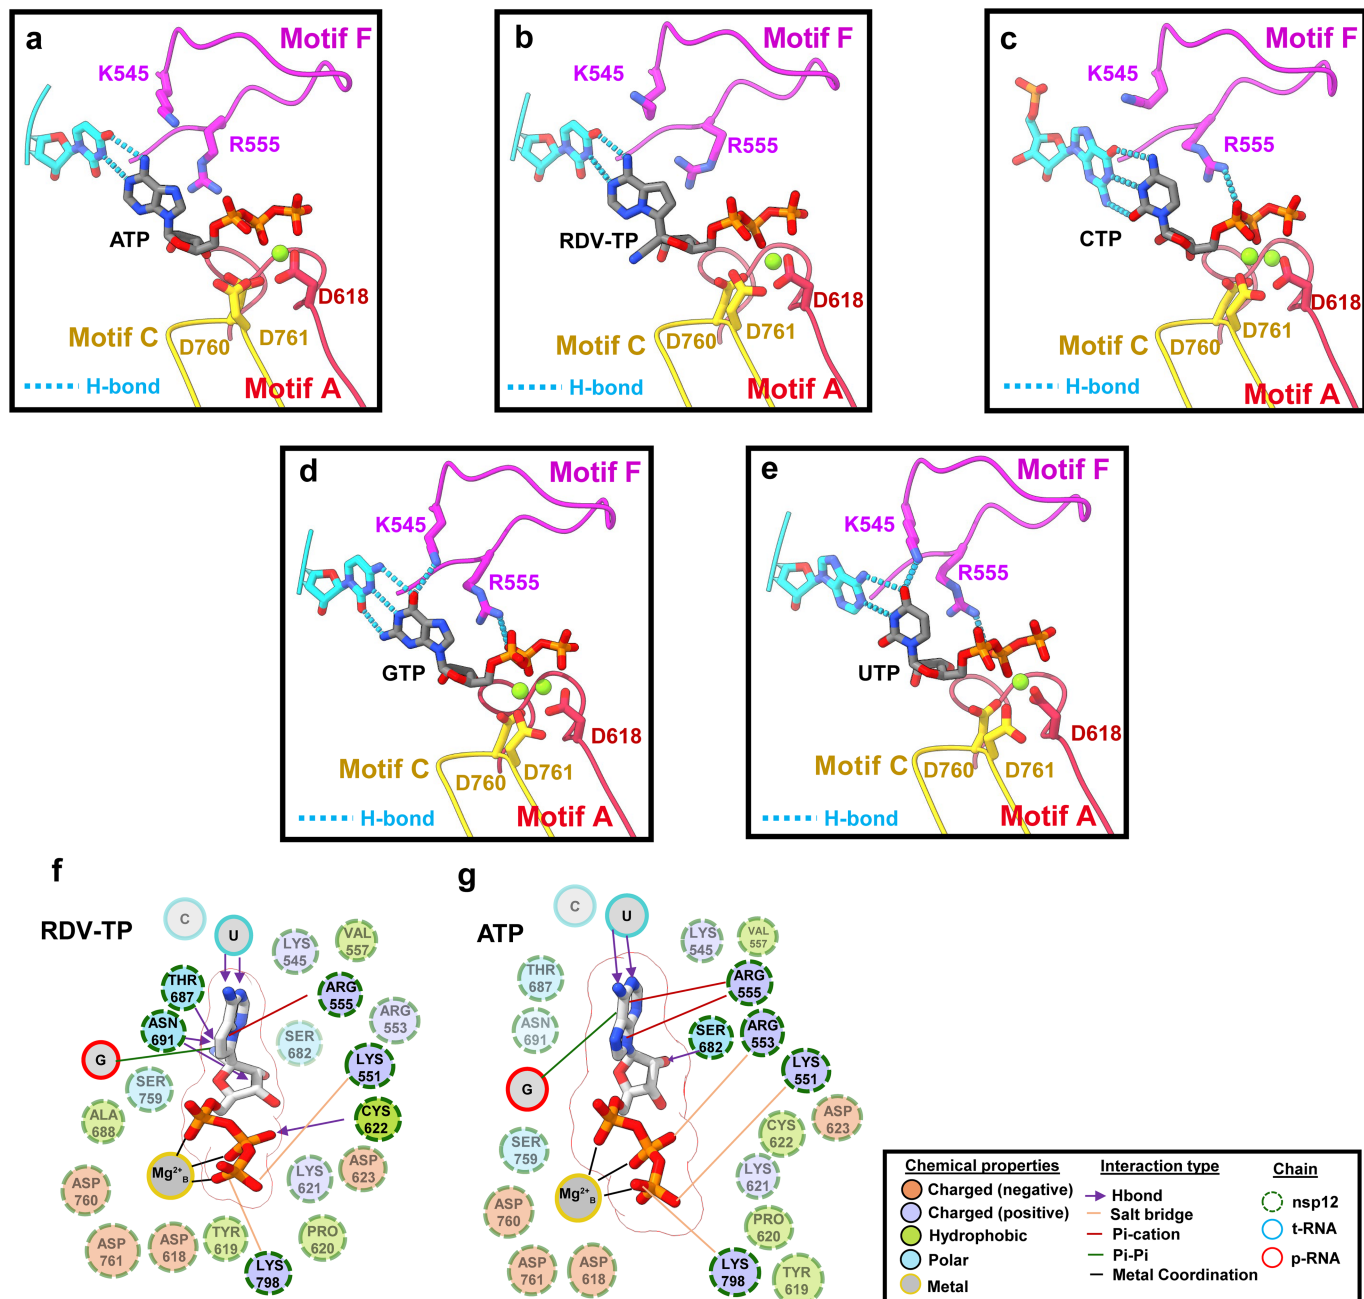 a
Motif F
K545
R555
ATP
D618
Motif C
D760
D761
H-bond
Motif A
b
Motif F
K545
R555
RDV-TP
D618
Motif C
D760
D761
H-bond
Motif A
c
Motif F
K545
R555
CTP
D618
Motif C
D760
D761
H-bond
Motif A
d
Motif F
K545
R555
GTP
D618
Motif C
D760
D761
H-bond
Motif A
e
Motif F
K545
R555
UTP
D618
Motif C
D760
D761
H-bond
Motif A
f
RDV-TP
C
U
LYS
545
VAL
557
THR
687
ARG
555
ASN
691
ARG
553
SER
682
G
LYS
551
SER
759
ALA
688
CYS
622
Mg2+B
LYS
621
ASP
623
ASP
760
ASP
761
ASP
618
TYR
619
PRO
620
LYS
798
g
ATP
C
U
LYS
545
VAL
557
THR
687
ARG
555
ASN
691
SER
682
ARG
553
G
LYS
551
SER
759
CYS
622
ASP
623
LYS
621
Mg2+B
ASP
760
PRO
620
ASP
761
ASP
618
LYS
798
TYR
619
Chemical properties
Charged (negative)
Charged (positive)
Hydrophobic
Polar
Metal
Interaction type
Hbond
Salt bridge
Pi-cation
Pi-Pi
Metal Coordination
Chain
nsp12
t-RNA
p-RNA